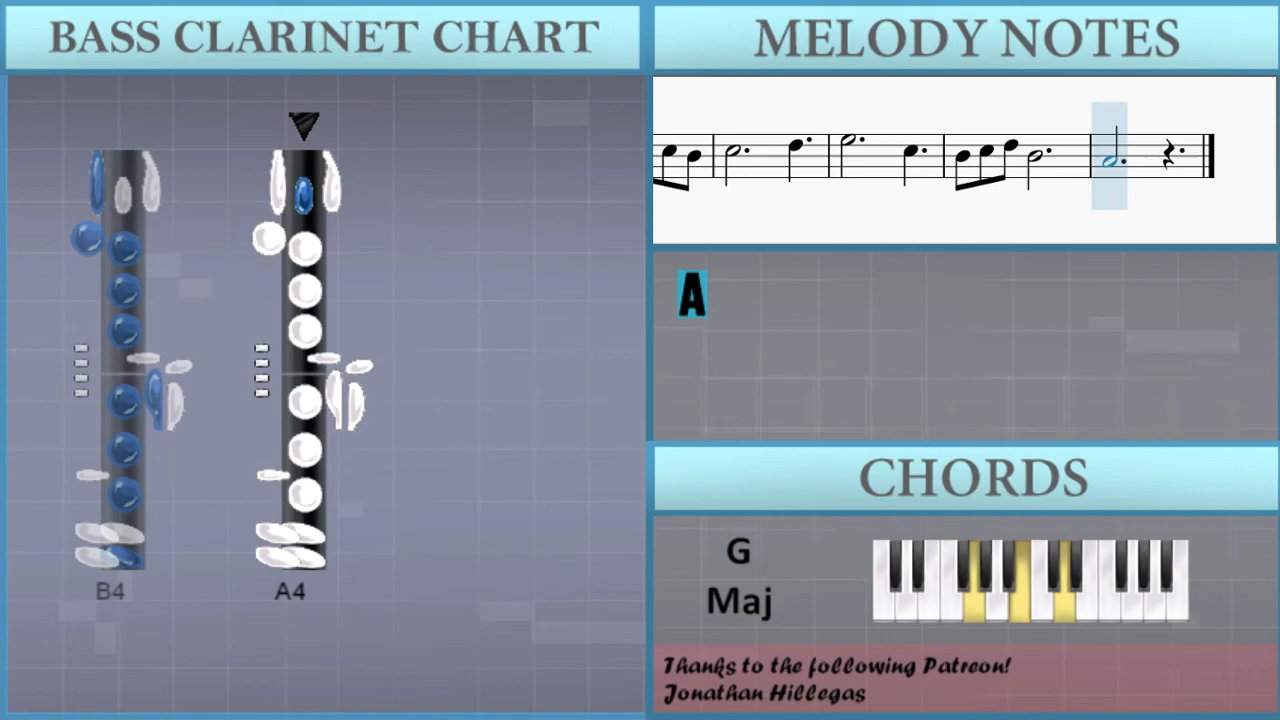 BASS CLARINET CHART
B4
A4
MELODY NOTES
A
CHORDS
G
Maj
Thanks to the following Patreon!
Jonathan Hillegas